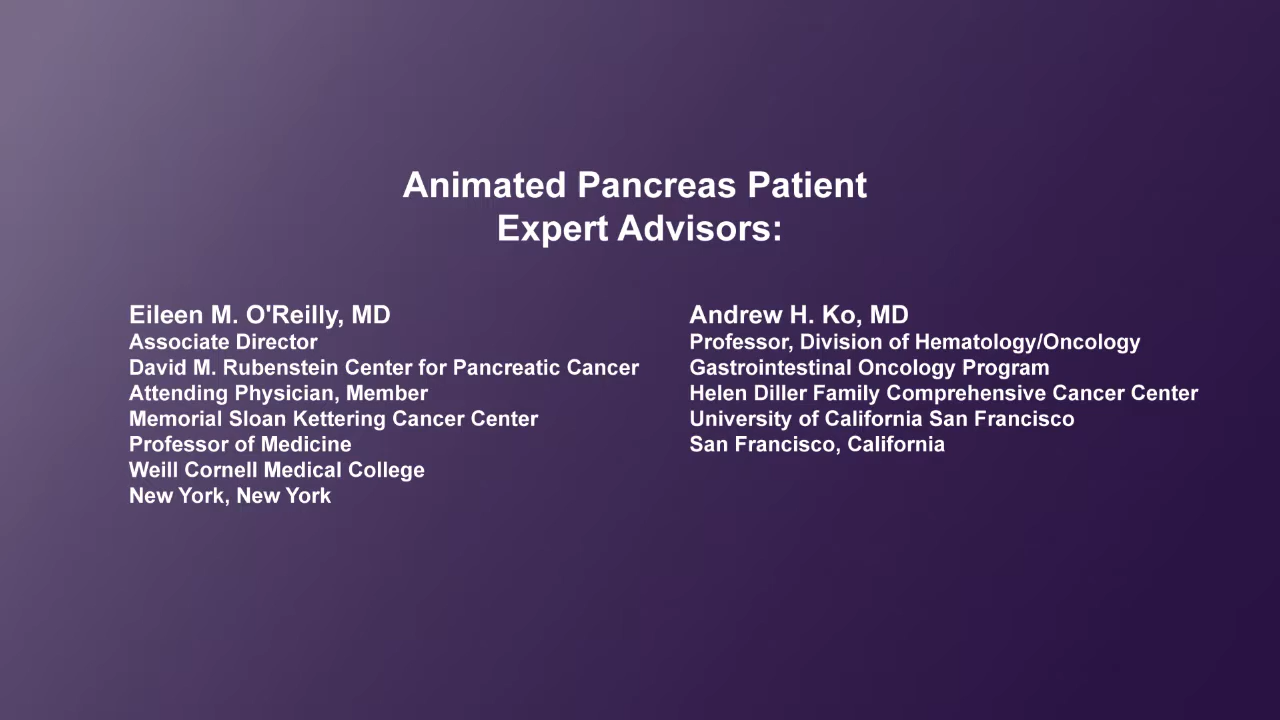 Animated Pancreas Patient
Expert Advisors:
Eileen M. O'Reilly, MD
Associate Director
David M. Rubenstein Center for Pancreatic Cancer
Attending Physician, Member
Memorial Sloan Kettering Cancer Center
Professor of Medicine
Weill Cornell Medical College
New York, New York
Andrew H. Ko, MD
Professor, Division of Hematology/Oncology
Gastrointestinal Oncology Program
Helen Diller Family Comprehensive Cancer Center
University of California San Francisco
San Francisco, California